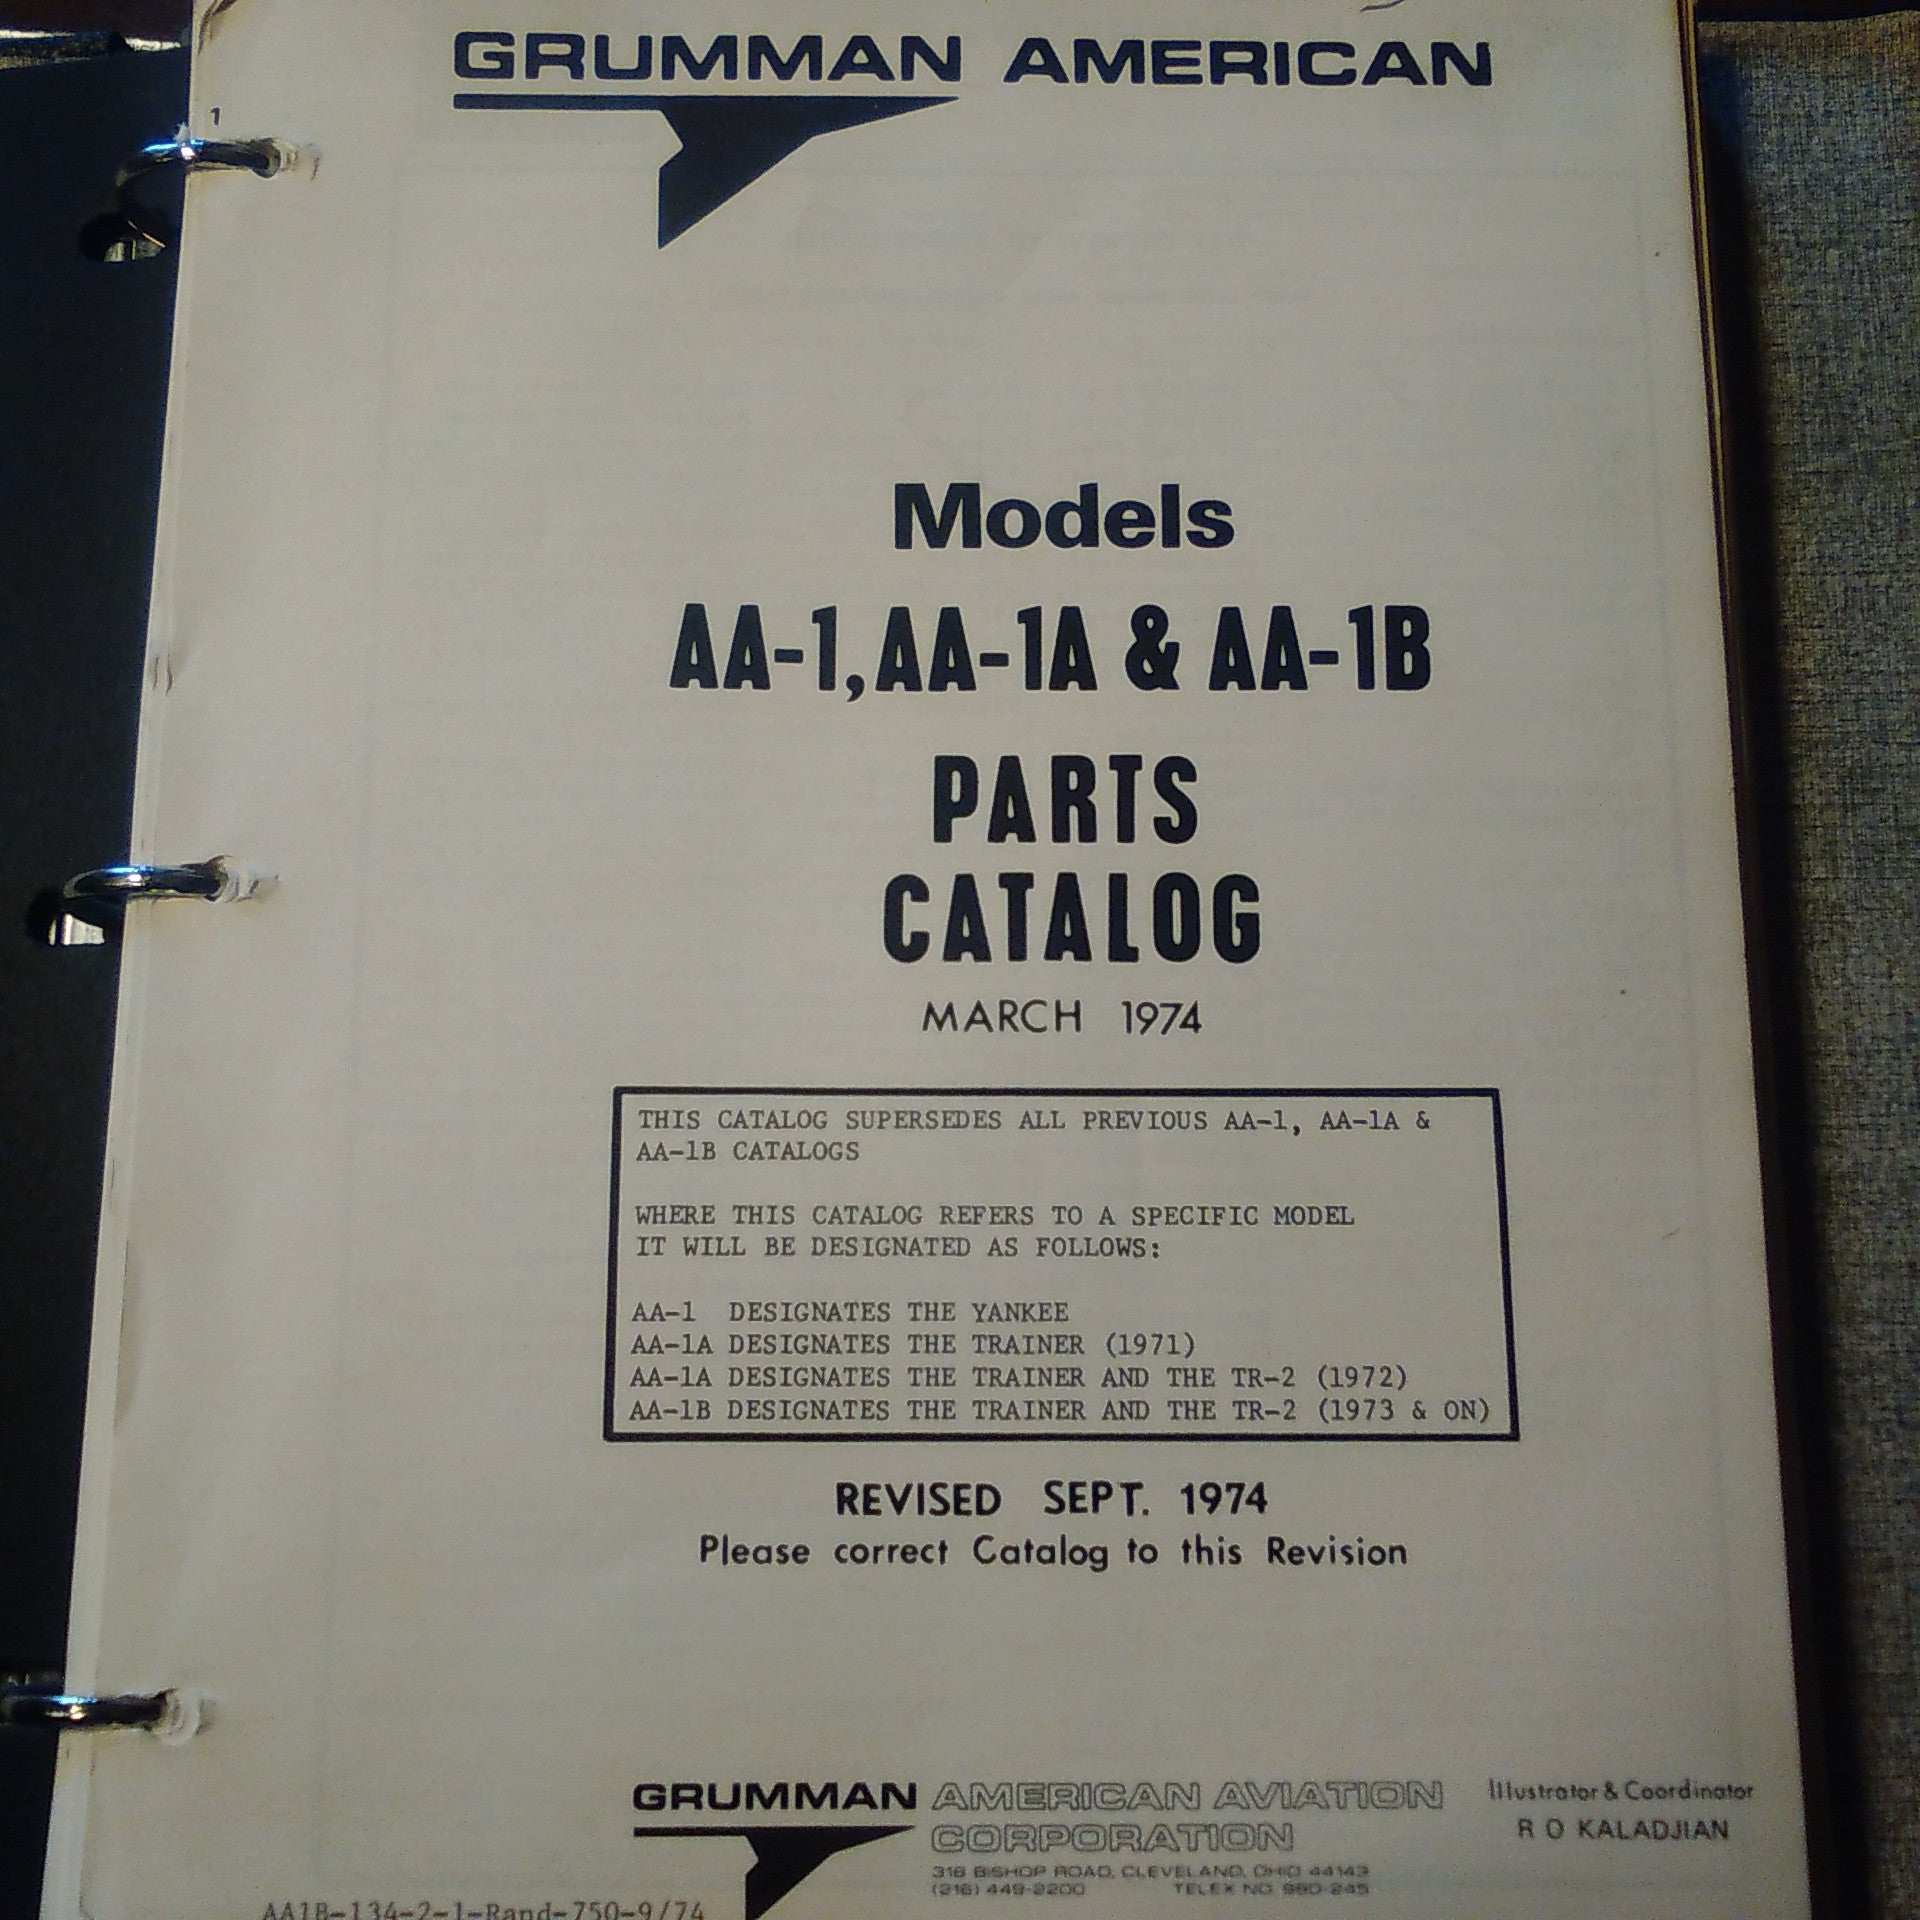 GRUMMAN AMERICAN
1
Models
AA-1, AA-1A & AA-1B
PARTS
CATALOG
MARCH 1974
THIS CATALOG SUPERSEDES ALL PREVIOUS AA-1, AA-1A &
AA-1B CATALOGS
WHERE THIS CATALOG REFERS TO A SPECIFIC MODEL
IT WILL BE DESIGNATED AS FOLLOWS:
AA-1 DESIGNATES THE YANKEE
AA-1A DESIGNATES THE TRAINER (1971)
AA-1A DESIGNATES THE TRAINER AND THE TR-2 (1972)
AA-1B DESIGNATES THE TRAINER AND THE TR-2 (1973 & ON)
REVISED SEPT. 1974
Please correct Catalog to this Revision
GRUMMAN AMERICAN AVIATION
CORPORATION
318 BISHOP ROAD, CLEVELAND, OHIO 44143
(216) 449-2200 TELEX NO. 980-245
Illustrator & Coordinator
R O KALADJIAN
AA1B-134-2-1-Rand-750-9/74